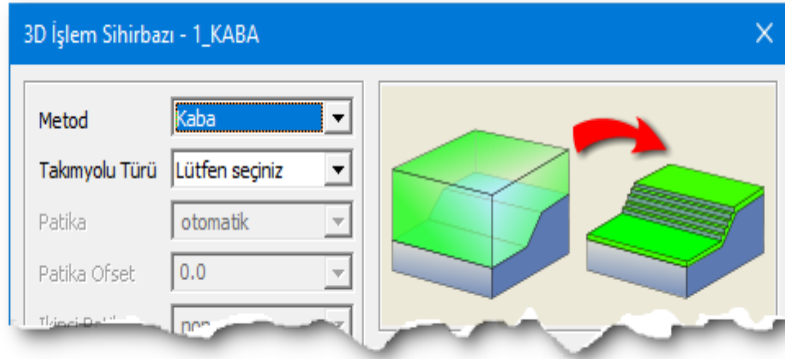 3D İşlem Sihirbazı - 1_KABA
Metod Kaba
Takımyolu Türü Lütfen seçiniz
Patika otomatik
Patika Ofset 0.0